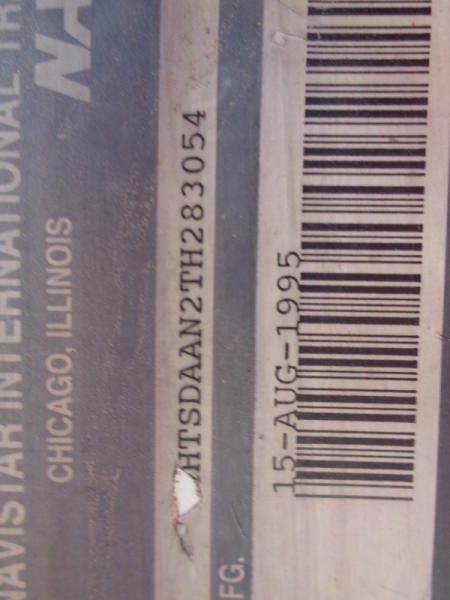 NAVISTAR INTERNATIONAL TR
NA
CHICAGO, ILLINOIS
HTSDAAN2TH283054
FG.
15-AUG-1995